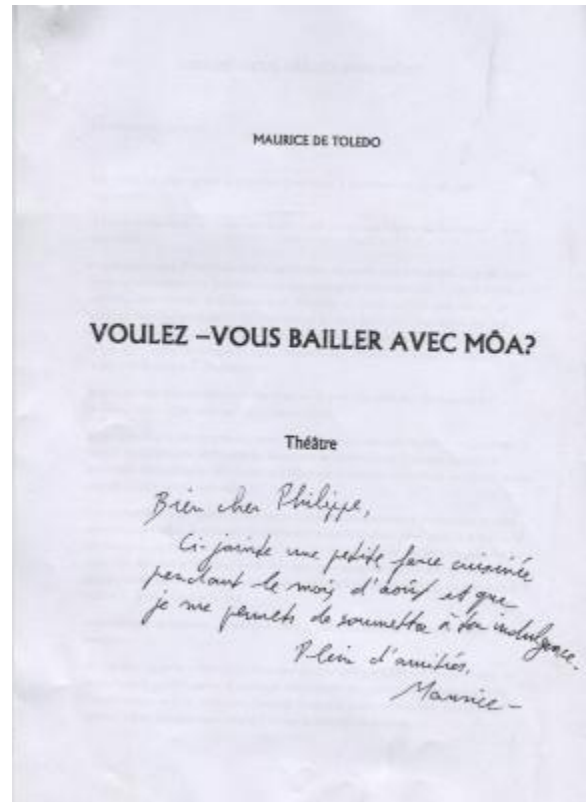 MAURICE DE TOLEDO
VOULEZ –VOUS BAILLER AVEC MÔA?
Théâtre
Bien cher Philippe,
Ci-jointe une petite farce cuisinée
pendant le mois d'août et que
je me permets de soumettre à ton indulgence.
Plein d'amitiés,
Maurice –